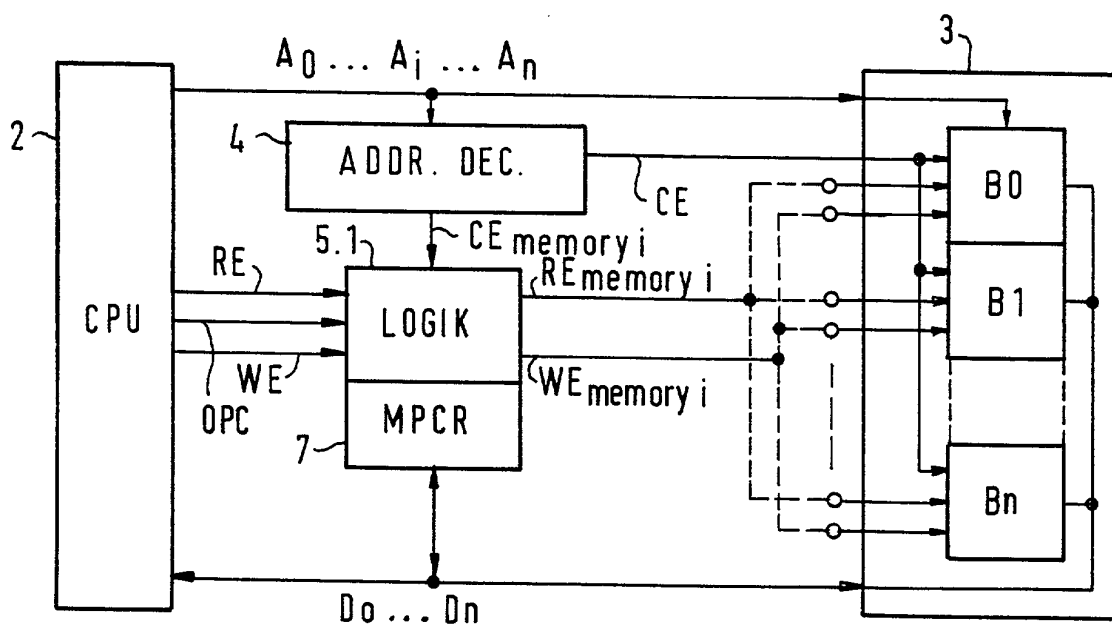 3
A0 ... Ai ... An
2
4
ADDR. DEC.
CE
B0
CE memory i
5.1
RE
RE memory i
CPU
LOGIK
B1
WE
WE memory i
OPC
MPCR
7
Bn
Do ... Dn